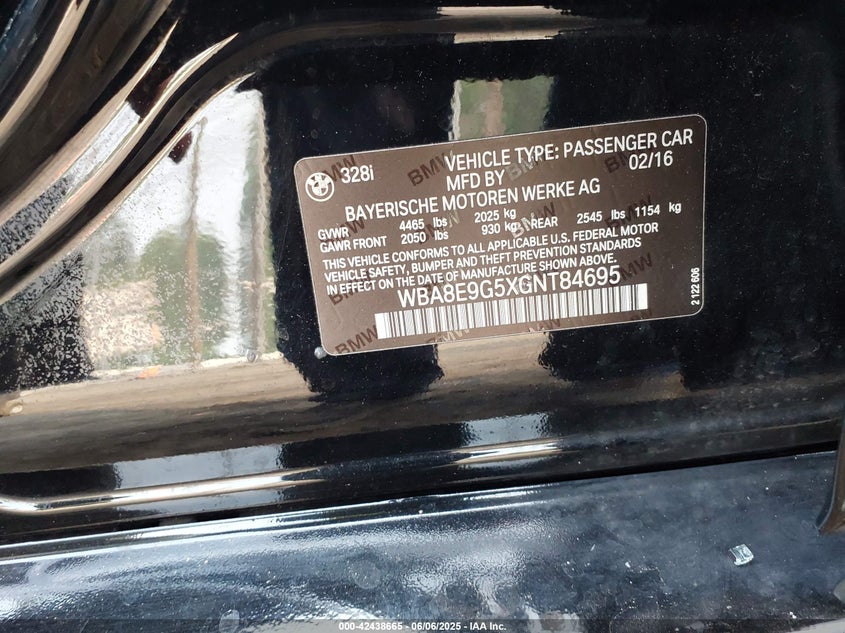 328i VEHICLE TYPE: PASSENGER CAR
MFD BY 02/16
BAYERISCHE MOTOREN WERKE AG
GVWR 4465 lbs 2025 kg
GAWR FRONT 2050 lbs 930 kg REAR 2545 lbs 1154 kg
THIS VEHICLE CONFORMS TO ALL APPLICABLE U.S. FEDERAL MOTOR
VEHICLE SAFETY, BUMPER AND THEFT PREVENTION STANDARDS
IN EFFECT ON THE DATE OF MANUFACTURE SHOWN ABOVE.
WBA8E9G5XGNT84695
2 122 606
000-42438665 - 06/06/2025 - IAA Inc.